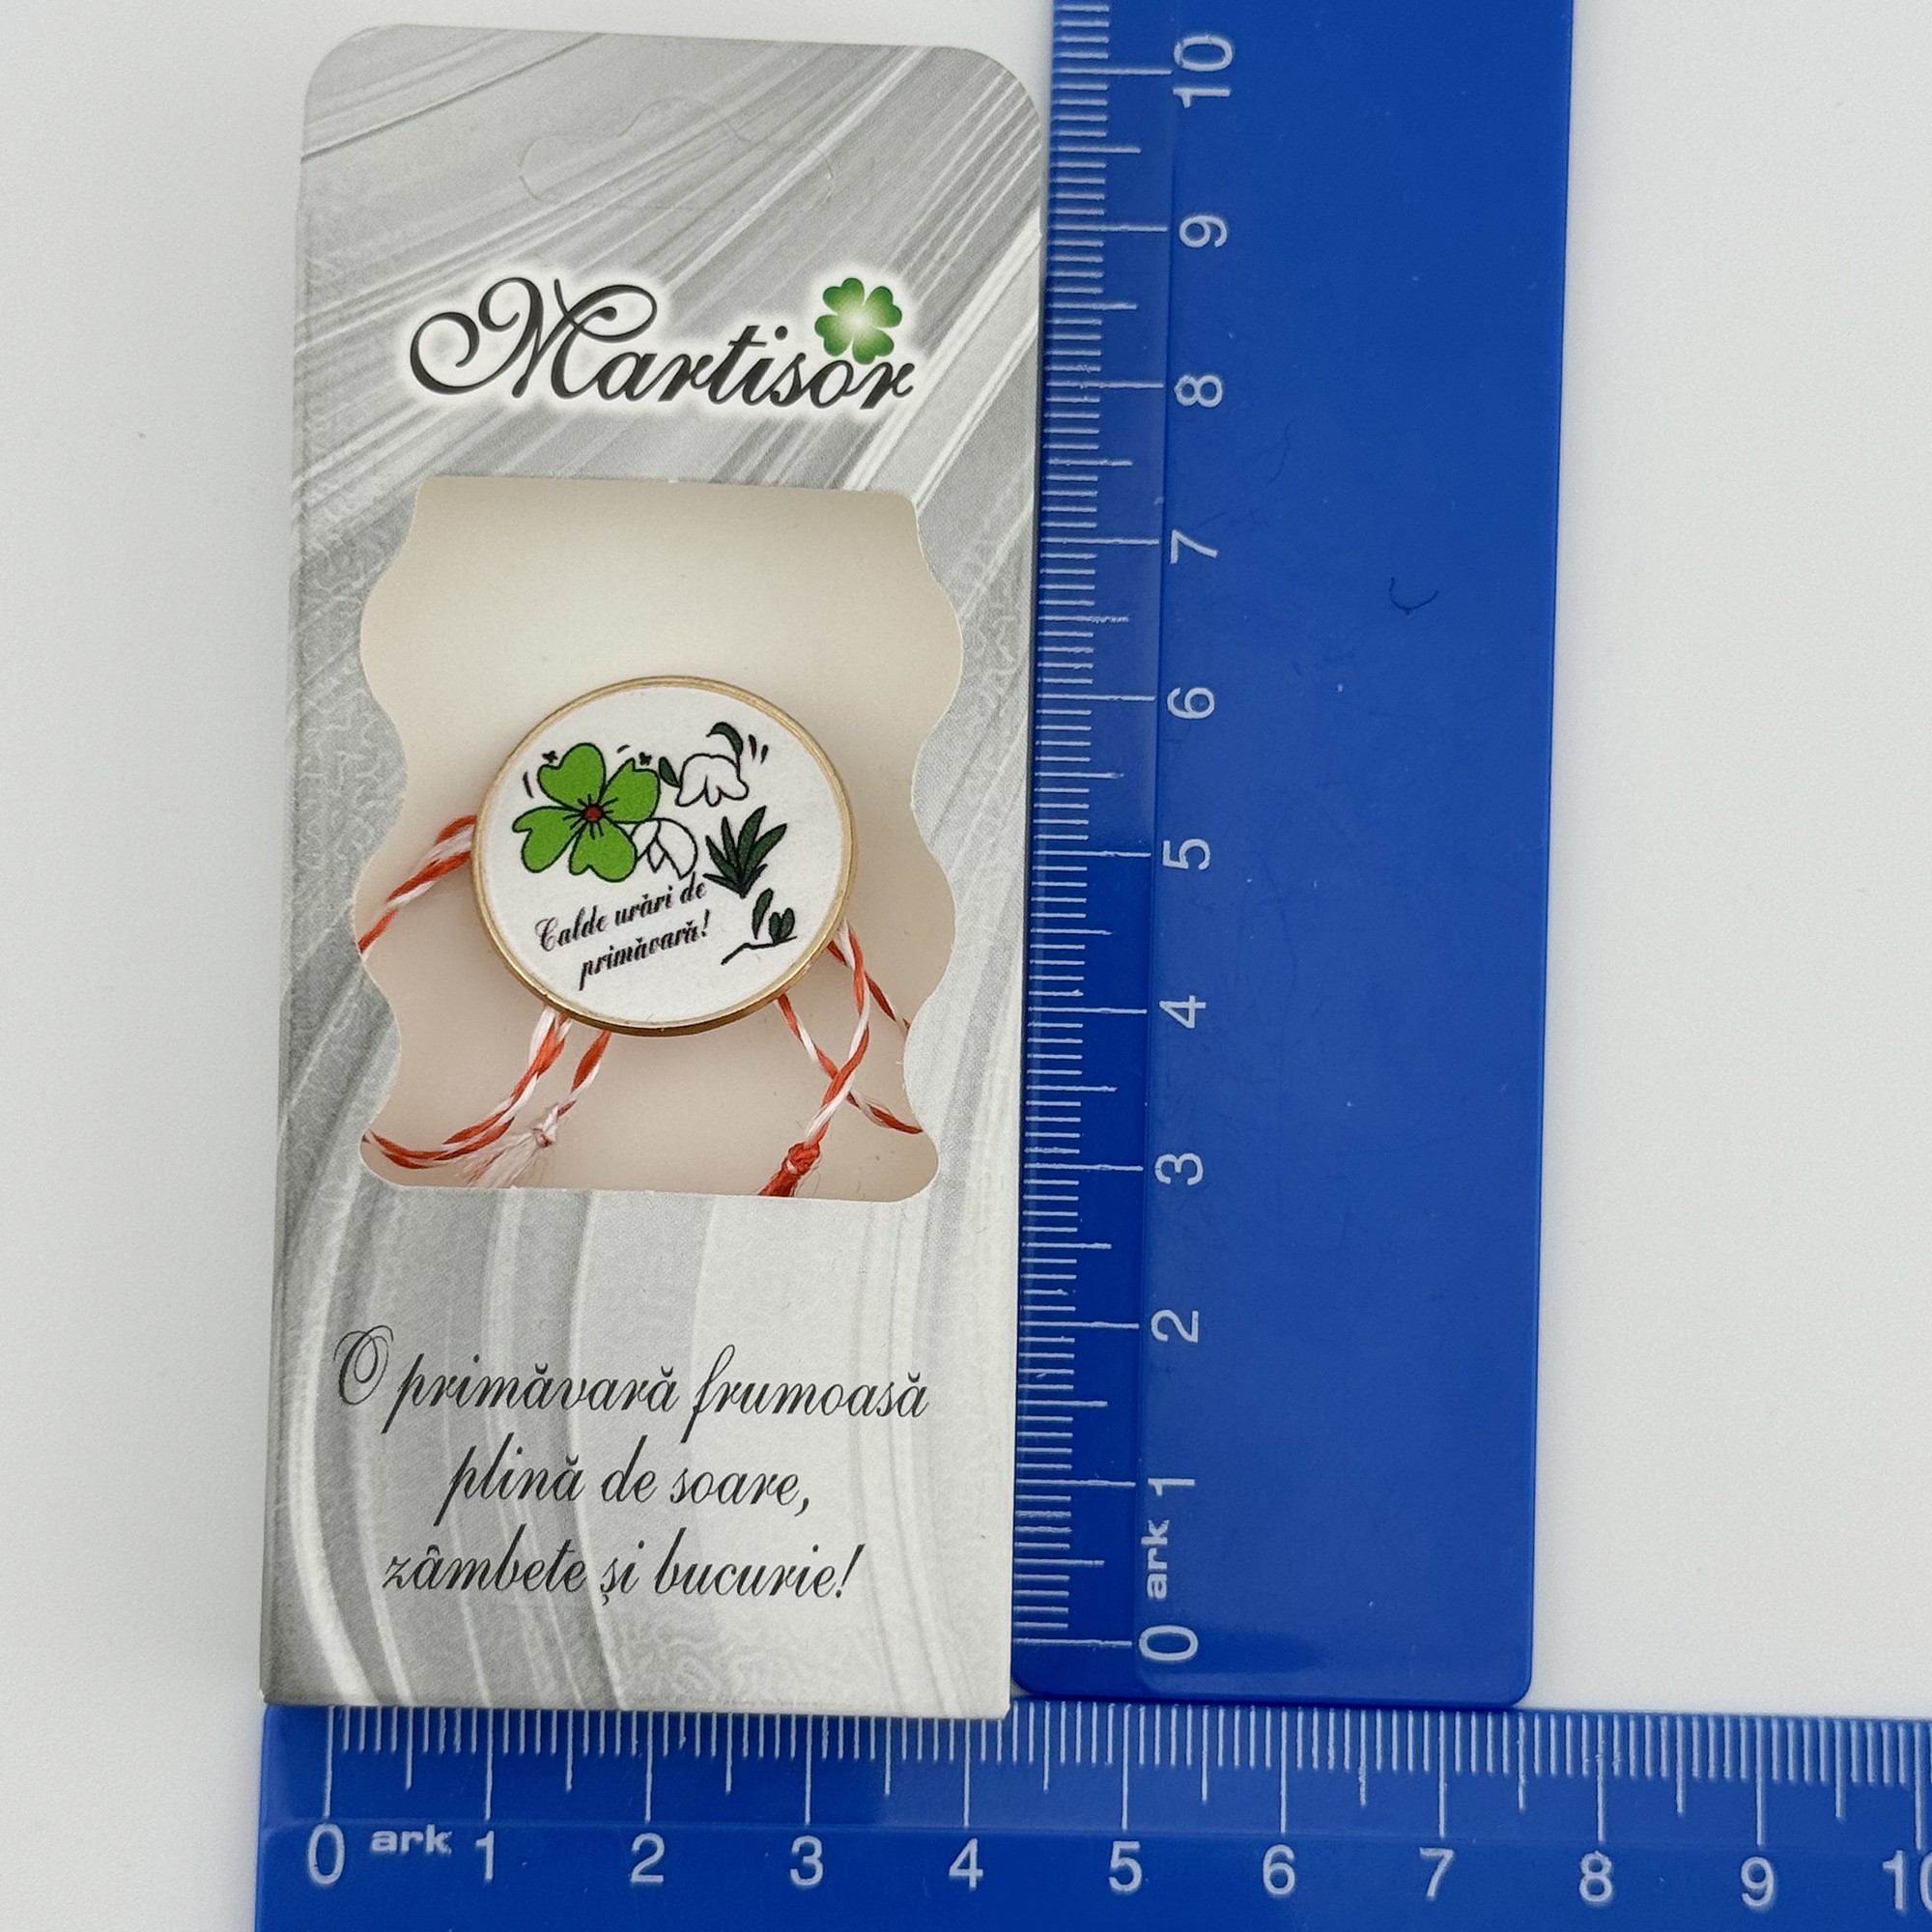 Martisor
Calde urări de
primăvară!
O primăvară frumoasă
plină de soare,
zâmbete și bucurie!
10
9
8
7
6
5
4
3
2
1
ark
0
0 ark 1 2 3 4 5 6 7 8 9 10